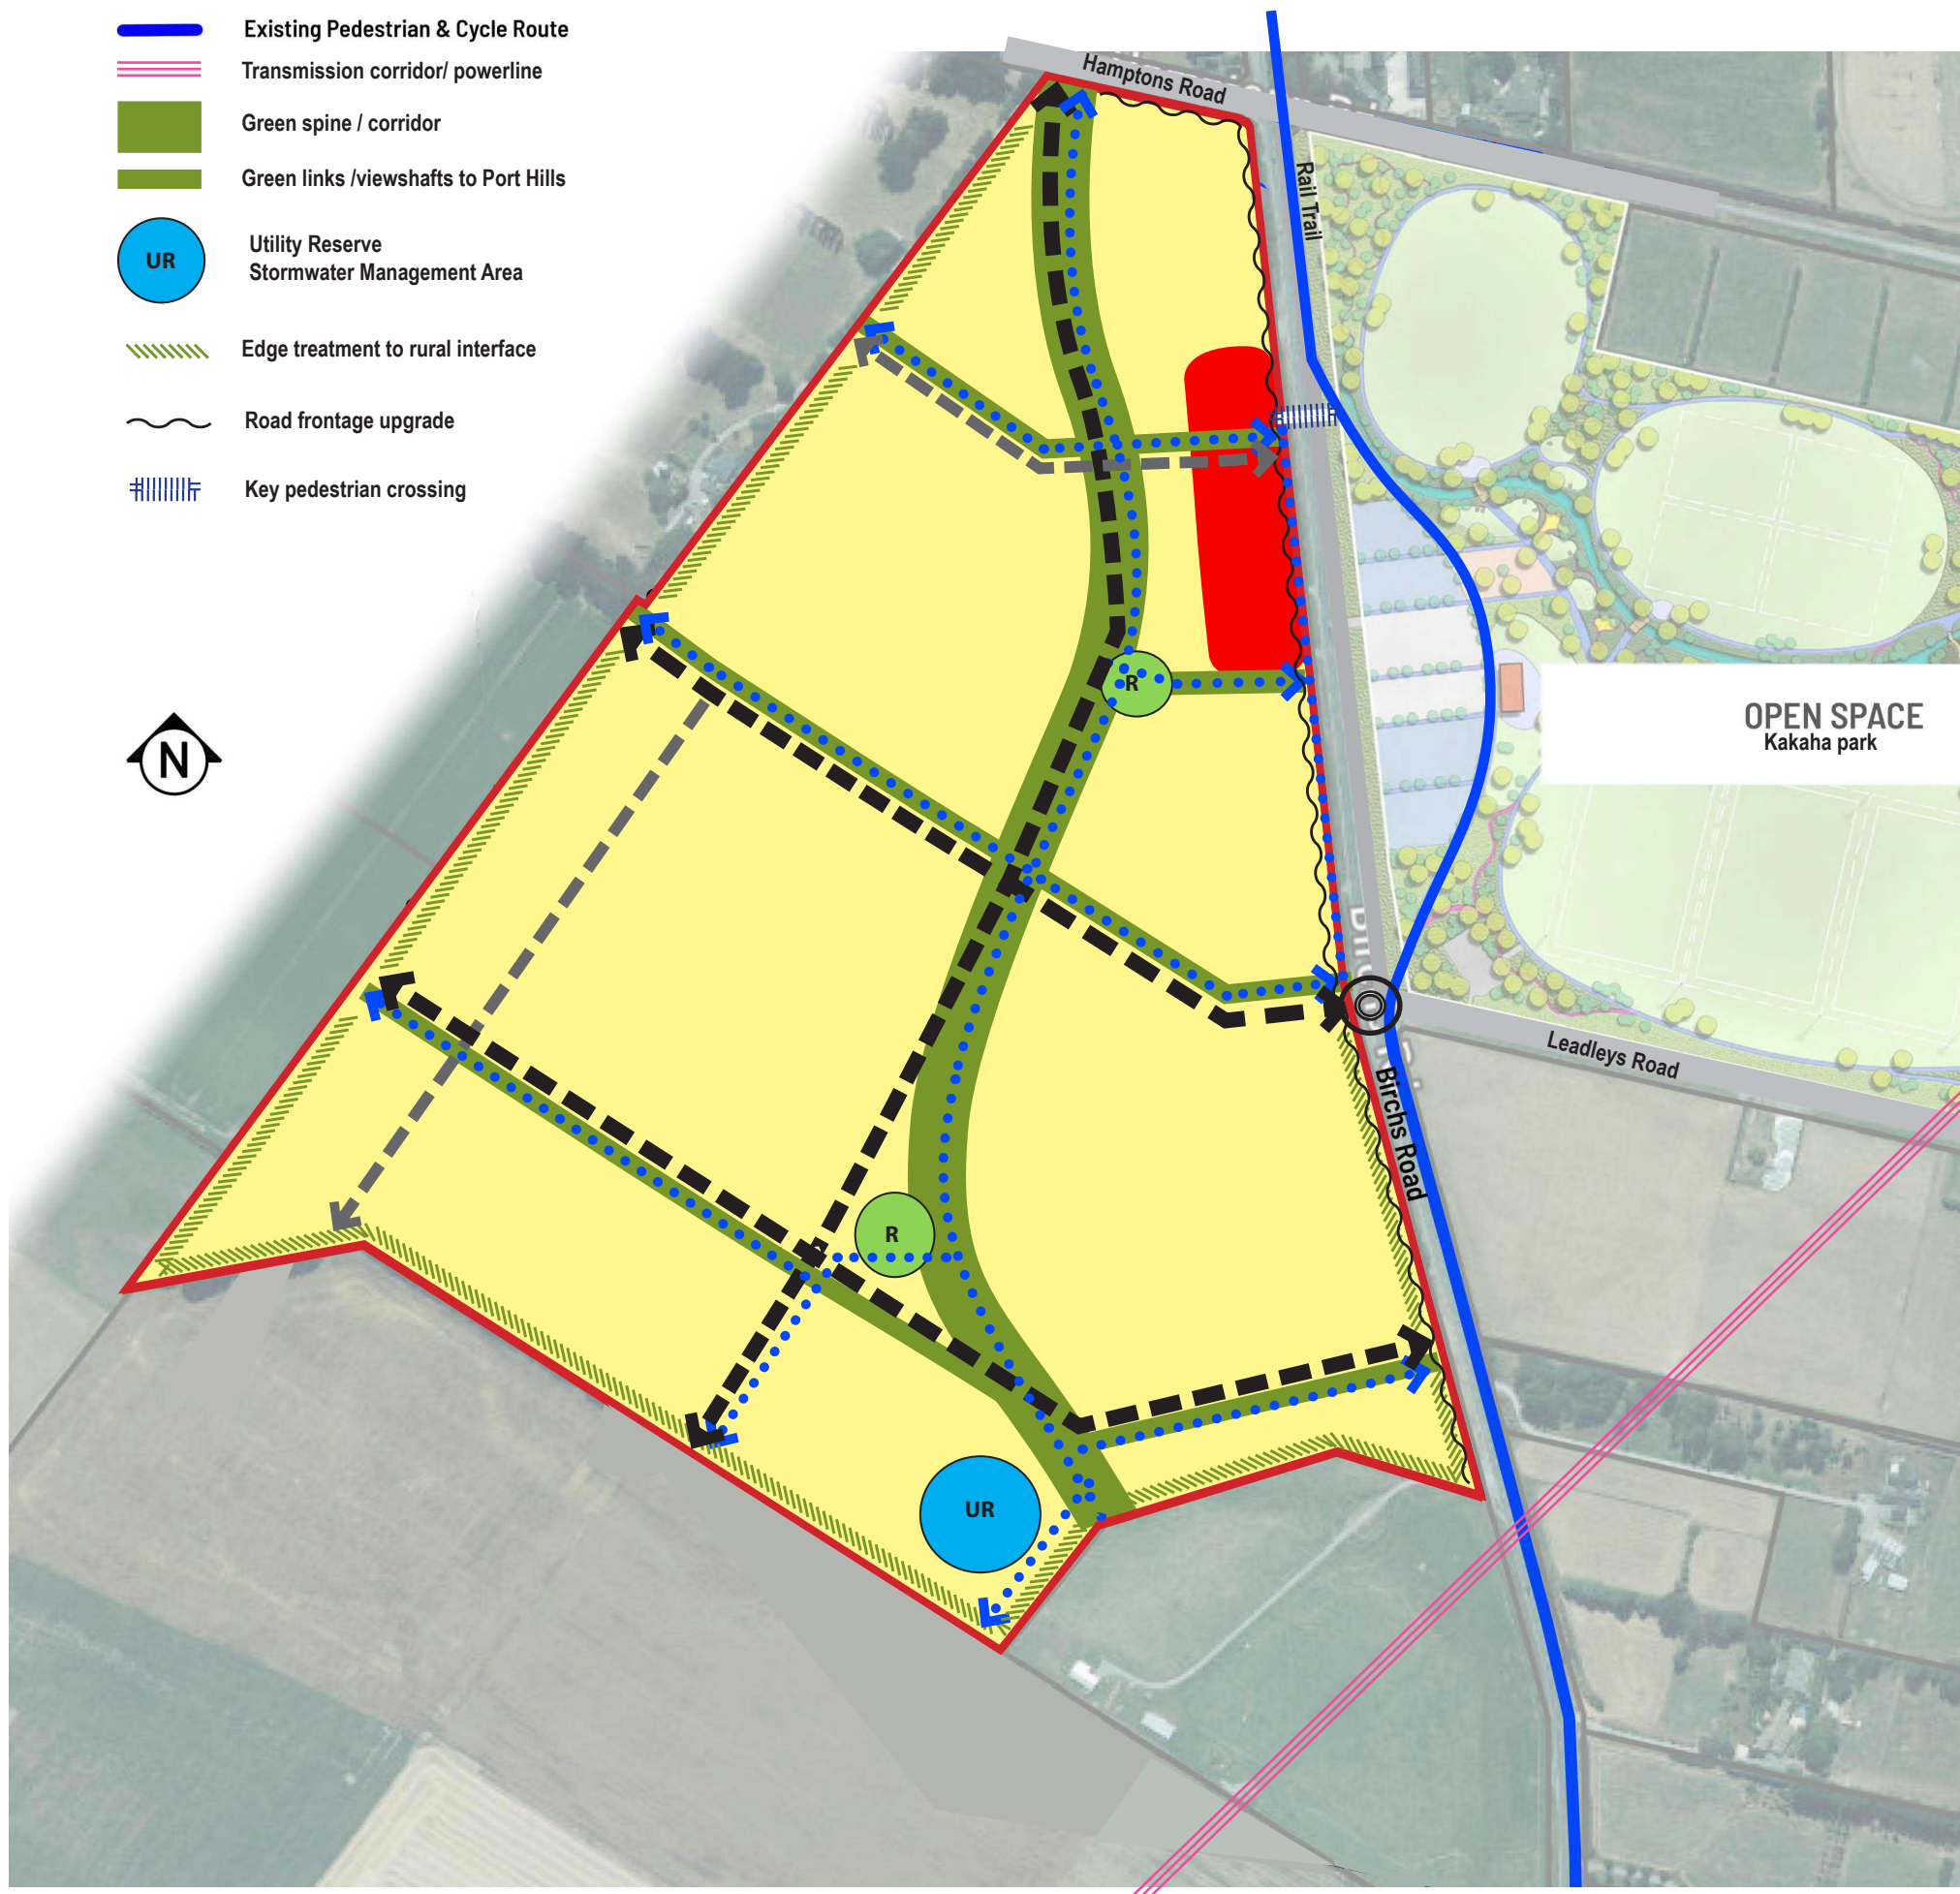 Existing Pedestrian & Cycle Route
Transmission corridor/ powerline
Green spine / corridor
Green links /viewshafts to Port Hills
UR
Utility Reserve
Stormwater Management Area
Edge treatment to rural interface
Road frontage upgrade
Key pedestrian crossing
N
Hamptons Road
Rail Trail
R
OPEN SPACE
Kakaha park
Leadleys Road
Birchs Road
R
UR